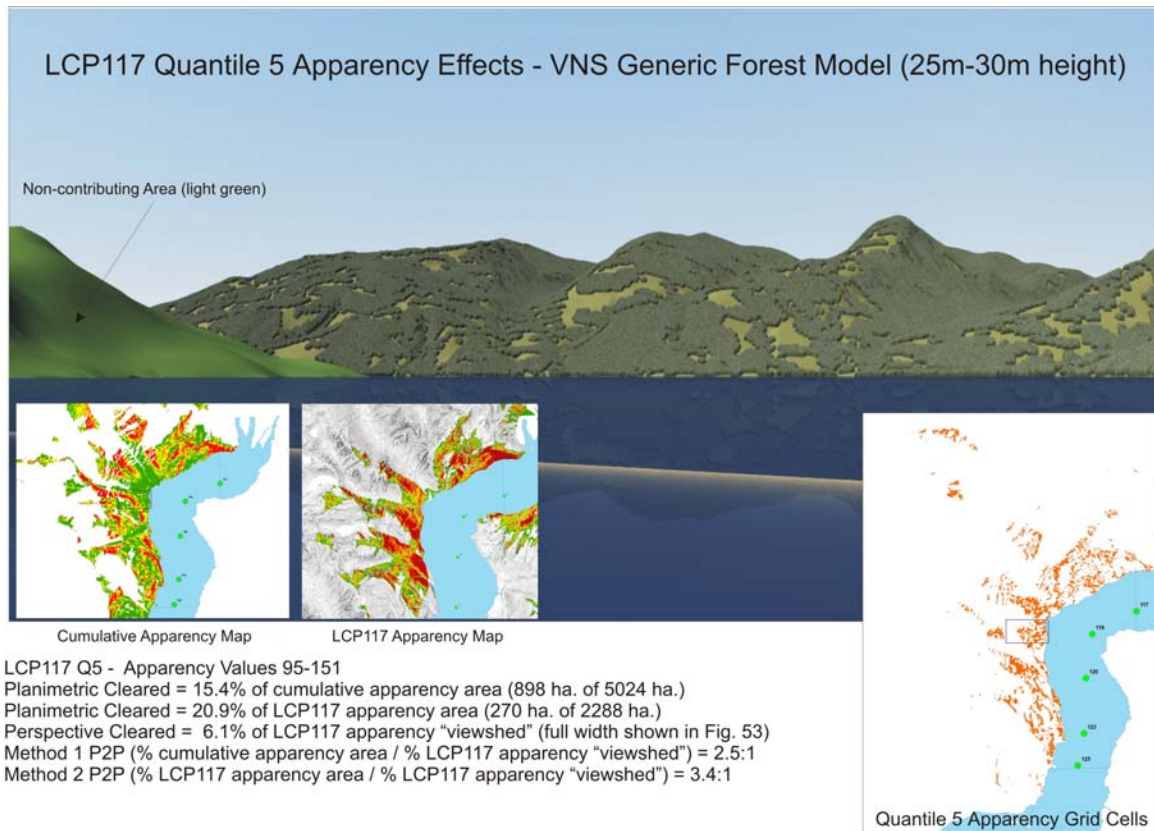 LCP117 Quantile 5 Apparency Effects - VNS Generic Forest Model (25m-30m height)
Non-contributing Area (light green)
Cumulative Apparency Map
LCP117 Apparency Map
LCP117 Q5 - Apparency Values 95-151
Planimetric Cleared = 15.4% of cumulative apparency area (898 ha. of 5024 ha.)
Planimetric Cleared = 20.9% of LCP117 apparency area (270 ha. of 2288 ha.)
Perspective Cleared = 6.1% of LCP117 apparency “viewshed” (full width shown in Fig. 53)
Method 1 P2P (% cumulative apparency area / % LCP117 apparency “viewshed”) = 2.5:1
Method 2 P2P (% LCP117 apparency area / % LCP117 apparency “viewshed”) = 3.4:1
117
120
125
Quantile 5 Apparency Grid Cells